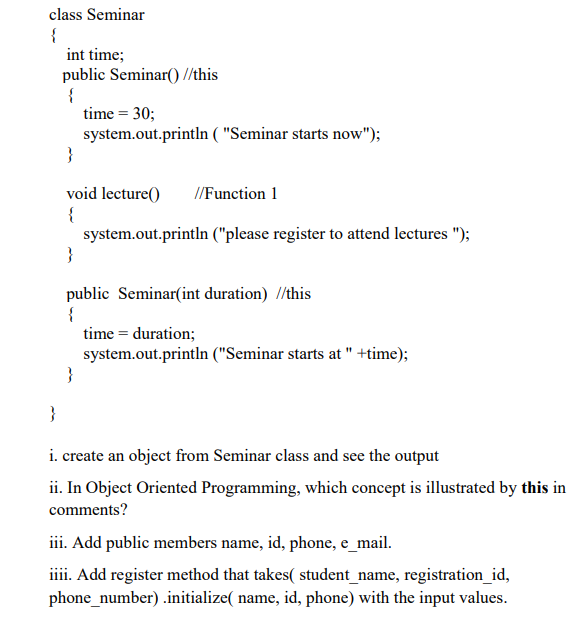 class Seminar
{
int time;
public Seminar() //this
{
time = 30;
system.out.println ( "Seminar starts now");
}
void lecture() //Function 1
{
system.out.println ("please register to attend lectures ");
}
public Seminar(int duration) //this
{
time = duration;
system.out.println ("Seminar starts at " +time);
}
}
i. create an object from Seminar class and see the output
ii. In Object Oriented Programming, which concept is illustrated by this in
comments?
iii. Add public members name, id, phone, e_mail.
iiii. Add register method that takes( student_name, registration_id,
phone_number) .initialize( name, id, phone) with the input values.